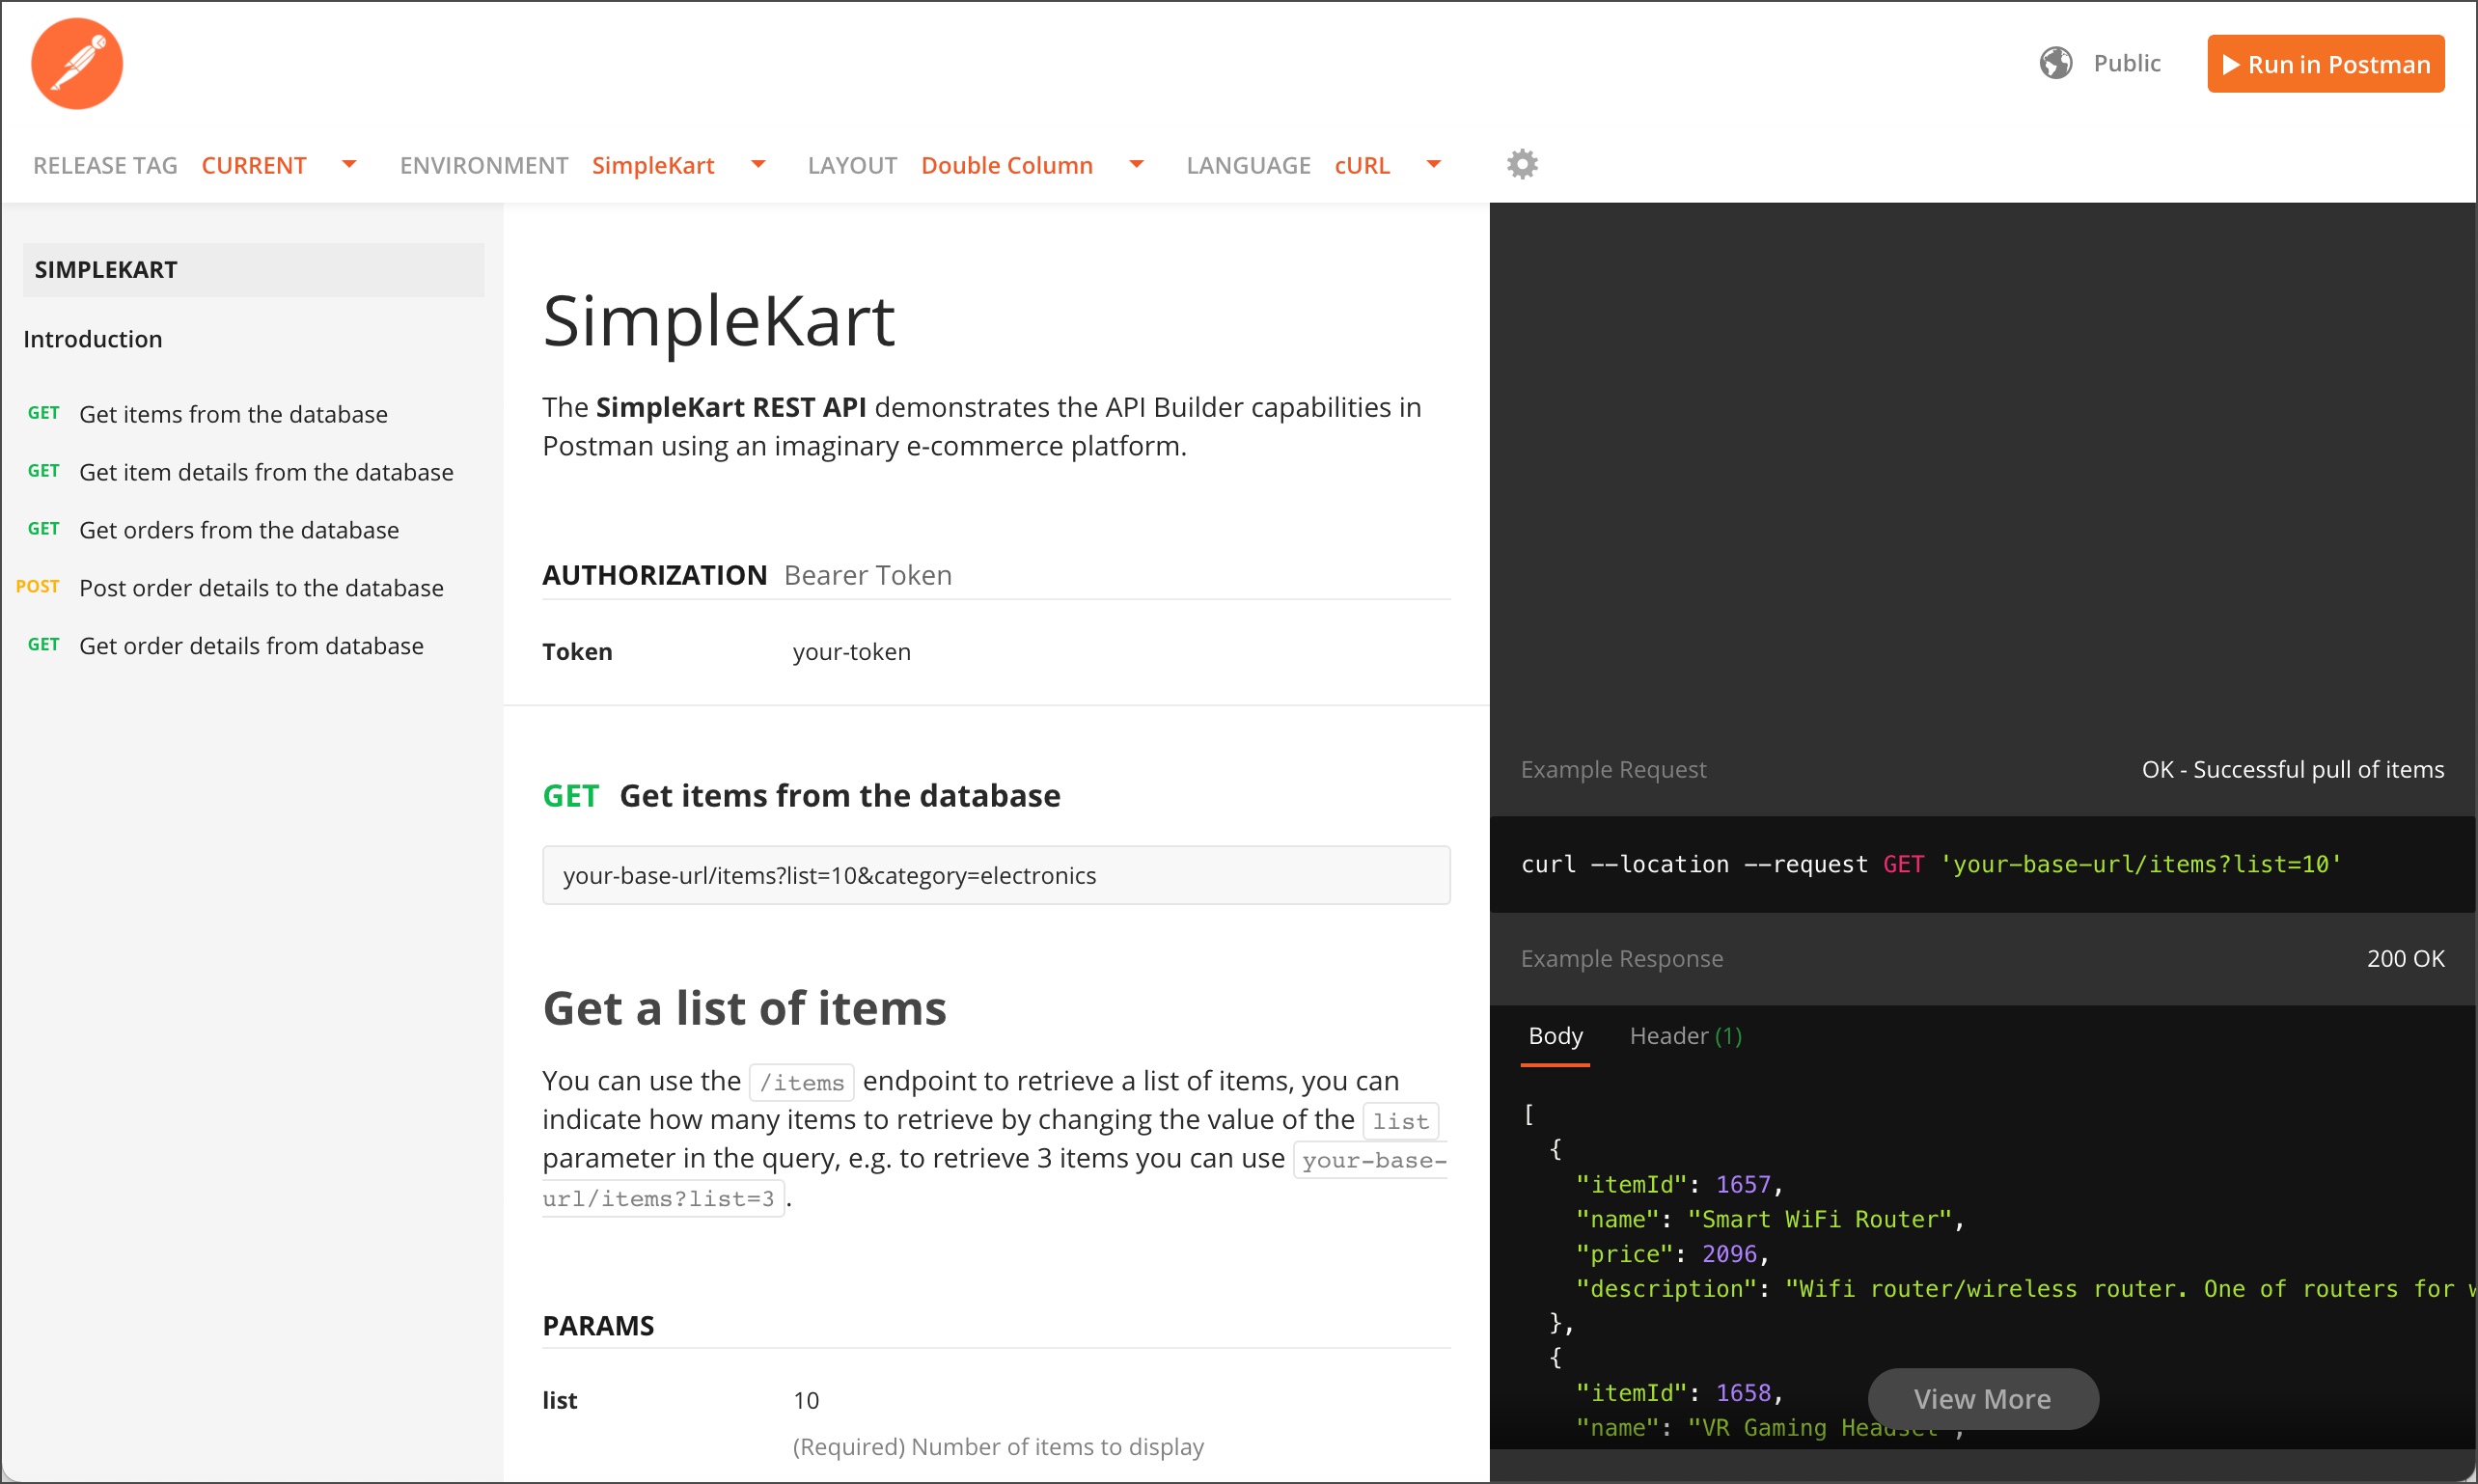 Public
Run in Postman
RELEASE TAG CURRENT ENVIRONMENT SimpleKart LAYOUT Double Column LANGUAGE cURL
SIMPLEKART
Introduction
GET Get items from the database
GET Get item details from the database
GET Get orders from the database
POST Post order details to the database
GET Get order details from database
SimpleKart
The SimpleKart REST API demonstrates the API Builder capabilities in
Postman using an imaginary e-commerce platform.
AUTHORIZATION Bearer Token
Token your-token
GET Get items from the database
your-base-url/items?list=10&category=electronics
Get a list of items
You can use the /items endpoint to retrieve a list of items, you can
indicate how many items to retrieve by changing the value of the list
parameter in the query, e.g. to retrieve 3 items you can use your-base-
url/items?list=3.
PARAMS
list 10
(Required) Number of items to display
Example Request OK - Successful pull of items
curl --location --request GET 'your-base-url/items?list=10'
Example Response 200 OK
Body Header (1)
[
{
"itemId": 1657,
"name": "Smart WiFi Router",
"price": 2096,
"description": "Wifi router/wireless router. One of routers for
},
{
"itemId": 1658,
"name": "VR Gaming Headset",
View More